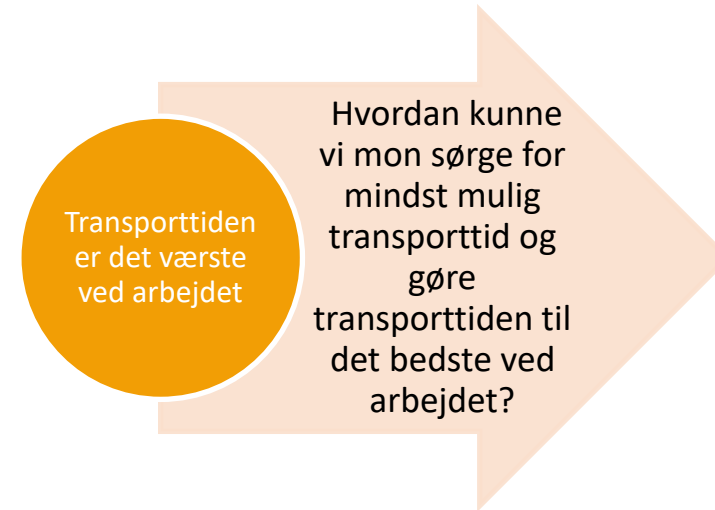 Transporttiden
er det værste
ved arbejdet
Hvordan kunne
vi mon sørge for
mindst mulig
transporttid og
gøre
transporttiden til
det bedste ved
arbejdet?